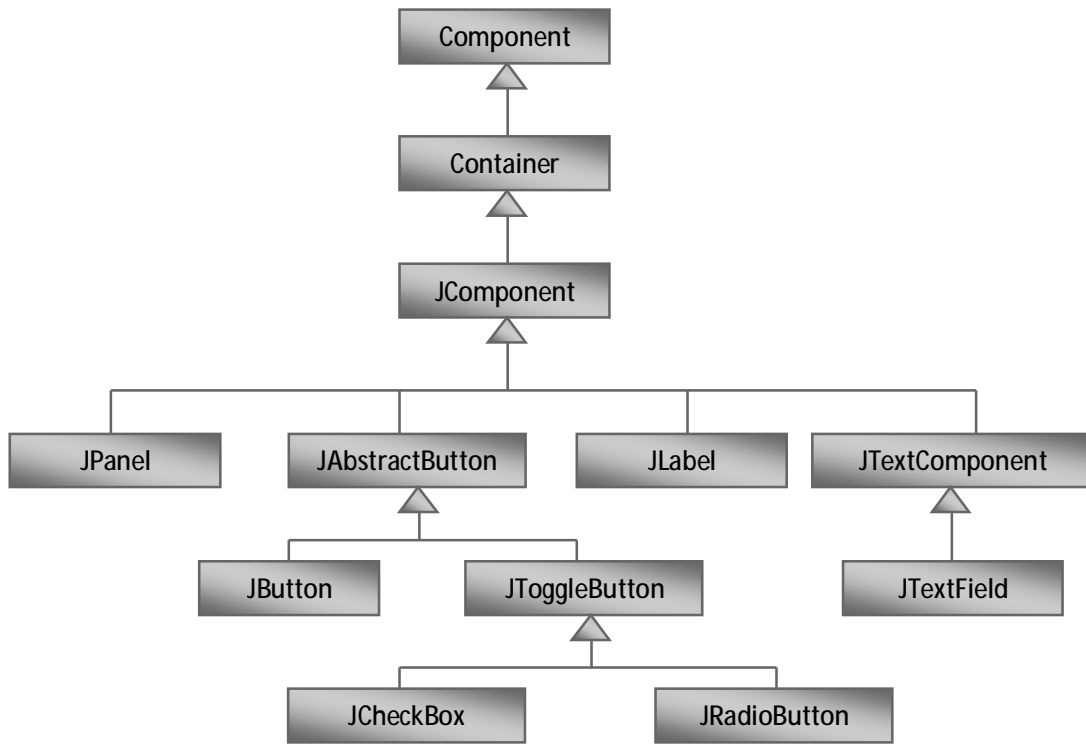 Component
Container
JComponent
JPanel
JAbstractButton
JLabel
JTextComponent
JButton
JToggleButton
JTextField
JCheckBox
JRadioButton